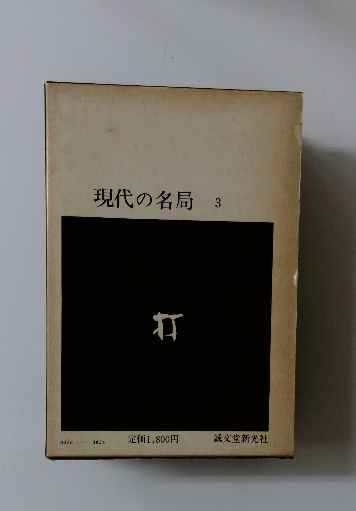 現代の名局 3
打
定価1,800円 誠文堂新光社